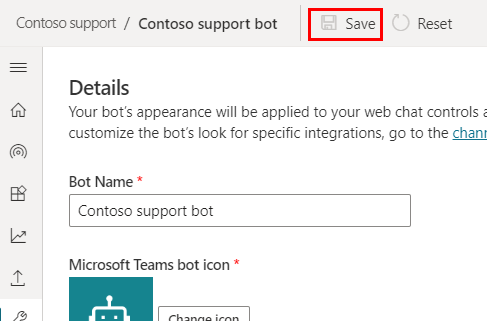 Contoso support / Contoso support bot Save Reset
Details
Your bot's appearance will be applied to your web chat controls a
customize the bot's look for specific integrations, go to the chann
Bot Name *
Contoso support bot
Microsoft Teams bot icon *
Change icon